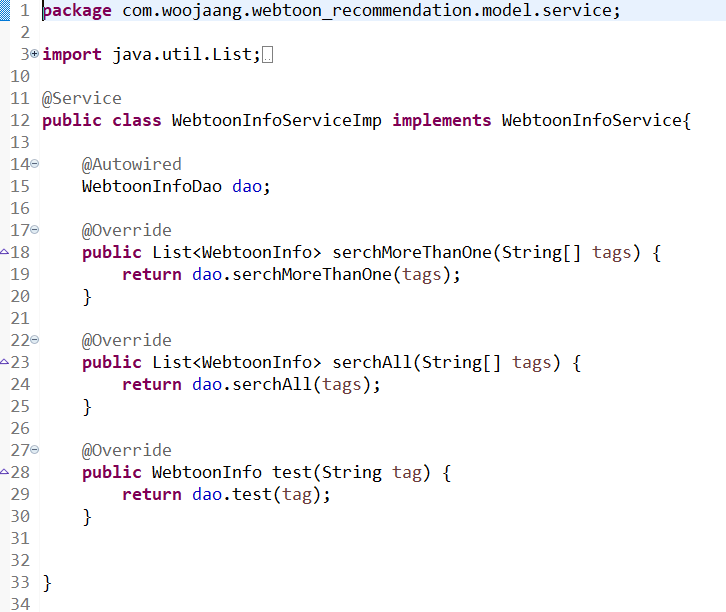 1 package com.woojaang.webtoon_recommendation.model.service;
2
3 import java.util.List;
10
11 @Service
12 public class WebtoonInfoServiceImp implements WebtoonInfoService{
13
14 @Autowired
15 WebtoonInfoDao dao;
16
17 @Override
18 public List<WebtoonInfo> serchMoreThanOne(String[] tags) {
19 return dao.serchMoreThanOne(tags);
20 }
21
22 @Override
23 public List<WebtoonInfo> serchAll(String[] tags) {
24 return dao.serchAll(tags);
25 }
26
27 @Override
28 public WebtoonInfo test(String tag) {
29 return dao.test(tag);
30 }
31
32
33 }
34